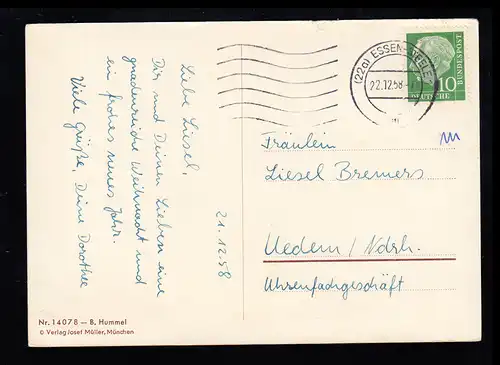 Liebe Liesel,
Dir und Deinen Lieben eine
gnadenreiche Weihnacht und
ein frohes neues Jahr.
Viele Grüße, Deine Dorothee
21.12.58
Nr. 14078 — B. Hummel
© Verlag Josef Müller, München
(22a) ESSEN-
22.12.58
10
DEUTSCHE
BUNDESPOST
Fräulein
Liesel Bremers
Uedem / Ndrh.
Uhrenfachgeschäft